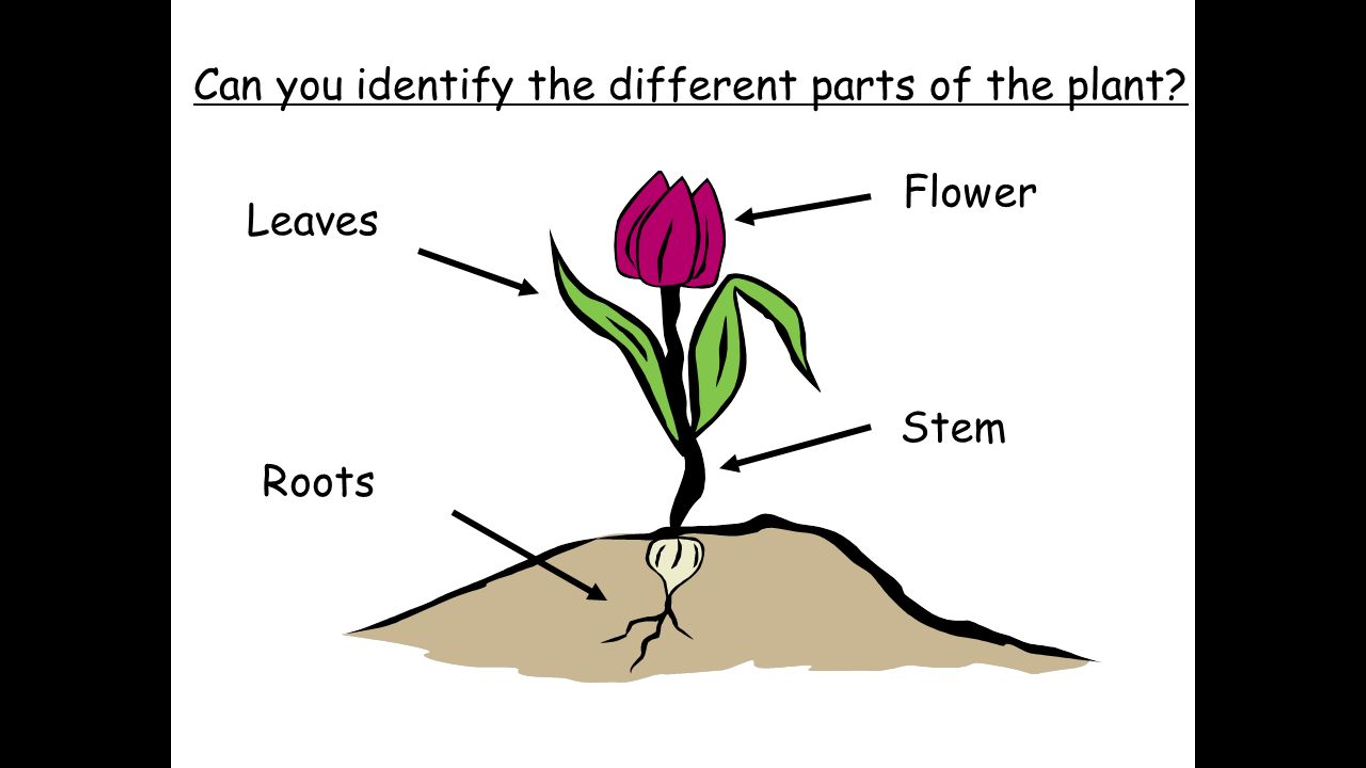 Can you identify the different parts of the plant?
Flower
Leaves
Stem
Roots